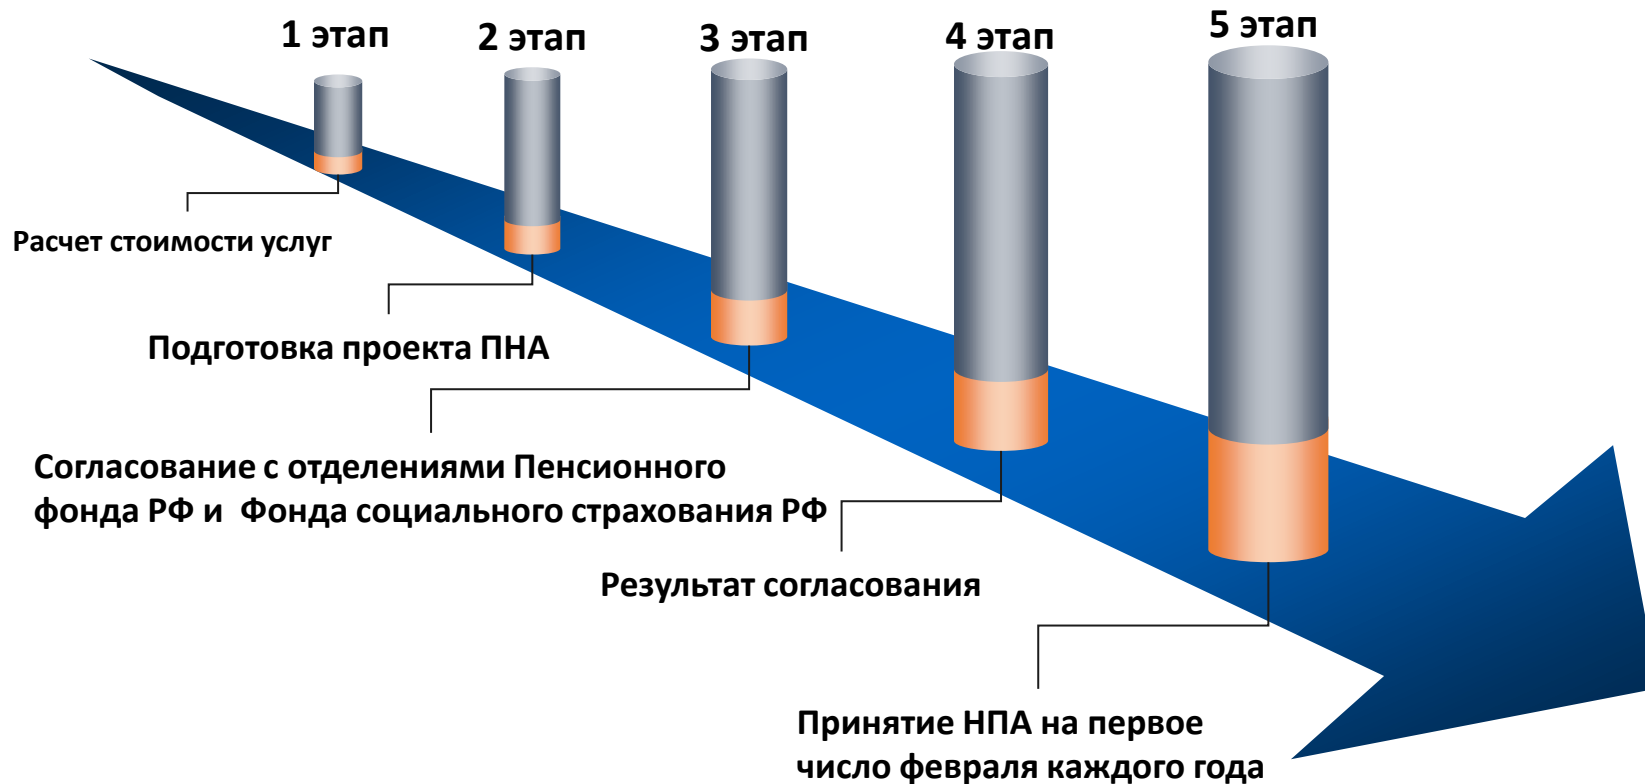 1 этап
2 этап
3 этап
4 этап
5 этап
Расчет стоимости услуг
Подготовка проекта ПНА
Согласование с отделениями Пенсионного
фонда РФ и Фонда социального страхования РФ
Результат согласования
Принятие НПА на первое
число февраля каждого года